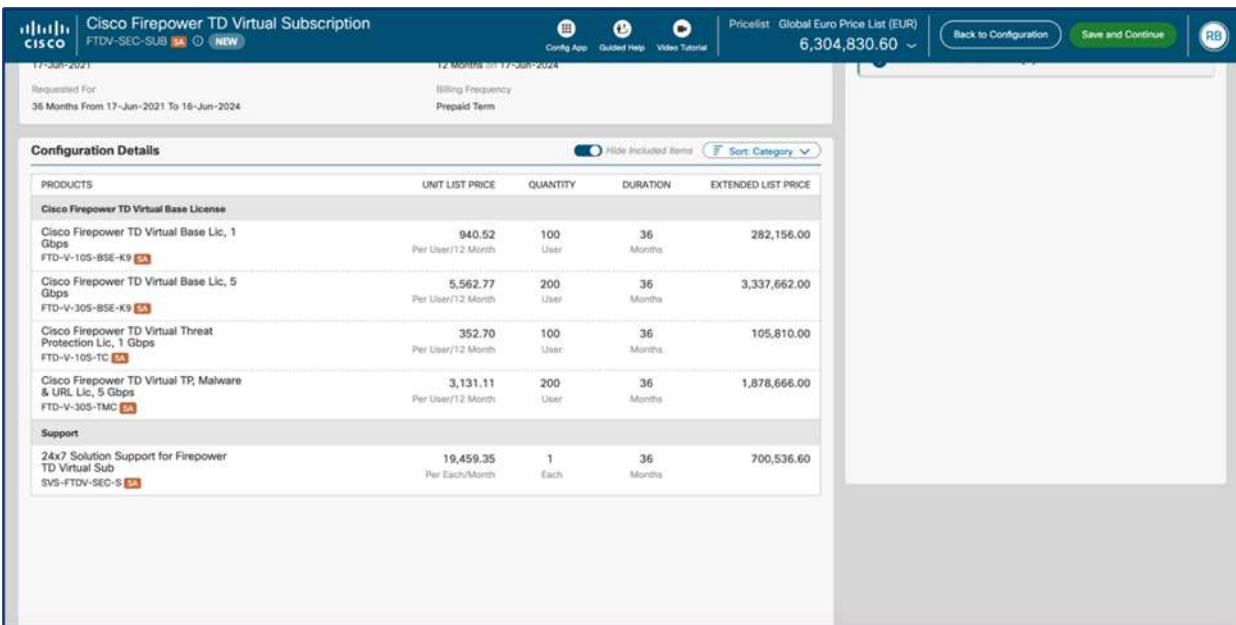 Cisco Firepower TD Virtual Subscription
FTDV-SEC-SUB SA NEW
CISCO
Config App
Guided Help
Video Tutorial
Pricelist Global Euro Price List (EUR)
6,304,830.60
Back to Configuration
Save and Continue
RB
17-Jun-2021
12 Months on 17-Jun-2024
Requested For
Billing Frequency
36 Months From 17-Jun-2021 To 16-Jun-2024
Prepaid Term
Configuration Details
Hide Included Items
Sort: Category
PRODUCTS UNIT LIST PRICE QUANTITY DURATION EXTENDED LIST PRICE
Cisco Firepower TD Virtual Base License
Cisco Firepower TD Virtual Base Lic, 1 940.52 100 36 282,156.00
Gbps Per User/12 Month User Months
FTD-V-10S-BSE-K9 SA
Cisco Firepower TD Virtual Base Lic, 5 5,562.77 200 36 3,337,662.00
Gbps Per User/12 Month User Months
FTD-V-30S-BSE-K9 SA
Cisco Firepower TD Virtual Threat 352.70 100 36 105,810.00
Protection Lic, 1 Gbps Per User/12 Month User Months
FTD-V-10S-TC SA
Cisco Firepower TD Virtual TP, Malware 3,131.11 200 36 1,878,666.00
& URL Lic, 5 Gbps Per User/12 Month User Months
FTD-V-30S-TMC SA
Support
24x7 Solution Support for Firepower 19,459.35 1 36 700,536.60
TD Virtual Sub Per Each/Month Each Months
SVS-FTDV-SEC-S SA